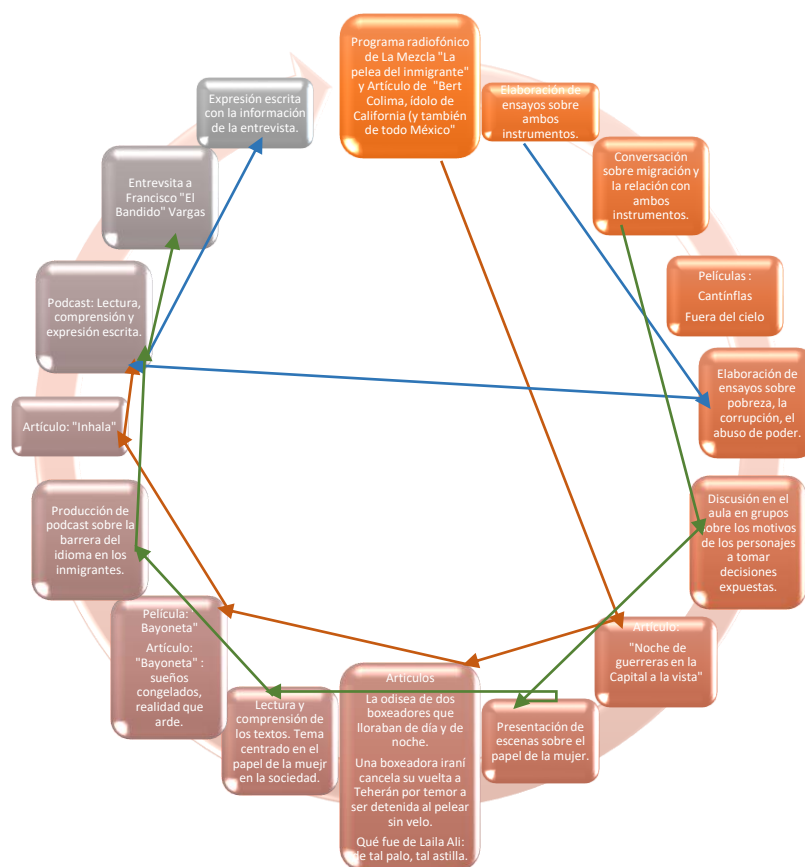 Programa radiofónico
de La Mezcla "La
pelea del inmigrante"
y Artículo de "Bert
Colima, ídolo de
California (y también
de todo México"
Elaboración de
ensayos sobre
ambos
instrumentos.
Conversación
sobre migración y
la relación con
ambos
instrumentos.
Películas :
Cantínflas
Fuera del cielo
Elaboración de
ensayos sobre
pobreza, la
corrupción, el
abuso de poder.
Discusión en el
aula en grupos
sobre los motivos
de los personajes
a tomar
decisiones
expuestas.
Artículo:
"Noche de
guerreras en la
Capital a la vista"
Presentación de
escenas sobre el
papel de la mujer.
Artículos
La odisea de dos
boxeadores que
lloraban de día y de
noche.
Una boxeadora iraní
cancela su vuelta a
Teherán por temor a
ser detenida al pelear
sin velo.
Qué fue de Laila Ali:
de tal palo, tal astilla.
Lectura y
comprensión de
los textos. Tema
centrado en el
papel de la muejr
en la sociedad.
Película: "
Bayoneta"
Artículo:
"Bayoneta" :
sueños
congelados,
realidad que
arde.
Producción de
podcast sobre la
barrera del
idioma en los
inmigrantes.
Artículo: "Inhala"
Podcast: Lectura,
comprensión y
expresión escrita.
Entrevsita a
Francisco "El
Bandido" Vargas
Expresión escrita
con la información
de la entrevista.